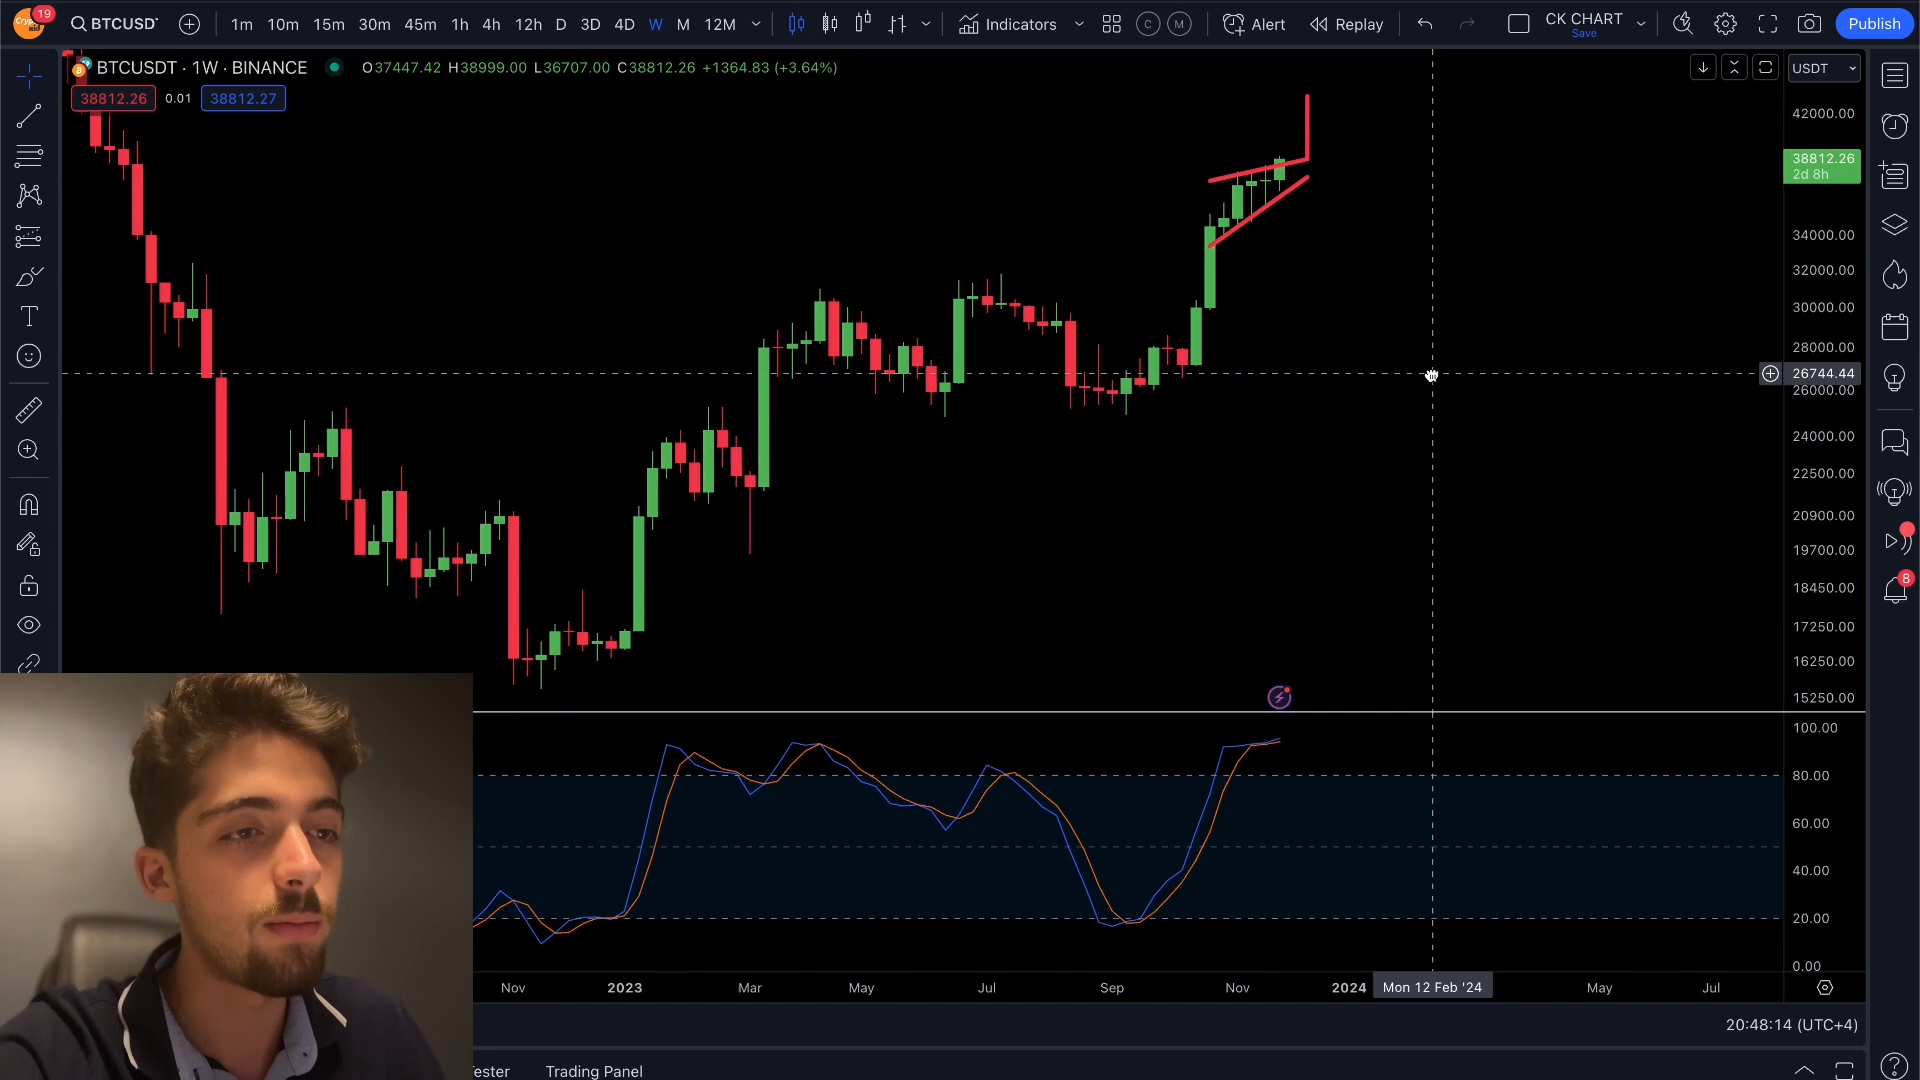 19
BTCUSDT
1m 10m 15m 30m 45m 1h 4h 12H D 3D 4D W M 12M
Indicators
C M
Alert
Replay
CK CHART
Save
Publish
BTCUSDT · 1W · BINANCE
O37447.42 H38999.00 L36707.00 C38812.26 +1364.83 (+3.64%)
USDT
38812.26
0.01
38812.27
42000.00
38812.26
2d 8h
34000.00
32000.00
30000.00
28000.00
26744.44
26000.00
24000.00
22500.00
20900.00
19700.00
18450.00
17250.00
16250.00
15250.00
8
100.00
80.00
60.00
40.00
20.00
0.00
Nov 2023 Mar May Jul Sep Nov 2024 Mon 12 Feb '24 May Jul
20:48:14 (UTC+4)
ester
Trading Panel